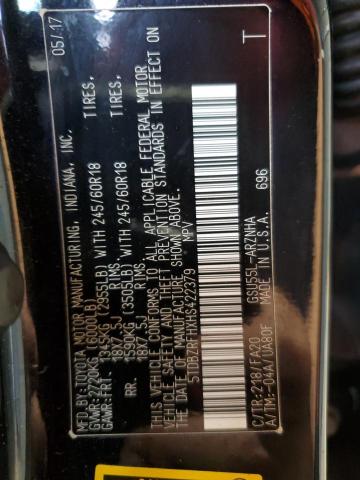 MFD.BY:TOYOTA MOTOR MANUFACTURING, INDIANA, INC. 05/17
GVWR:2720KG (6000LB)
GAWR:FRT. 1345KG (2955LB) WITH 245/60R18 TIRES,
18X7.5J RIMS
RR. 1590KG (3505LB) WITH 245/60R18 TIRES,
18X7.5J RIMS
THIS VEHICLE CONFORMS TO ALL APPLICABLE FEDERAL MOTOR
VEHICLE SAFETY AND THEFT PREVENTION STANDARDS IN EFFECT ON
THE DATE OF MANUFACTURE SHOWN ABOVE.
5TDBZRFHXHS422379 MPV
T
C/TR:218/FA20 GSU55L-ARZNHA
A/TM:-04A/UA80F MADE IN U.S.A. 696